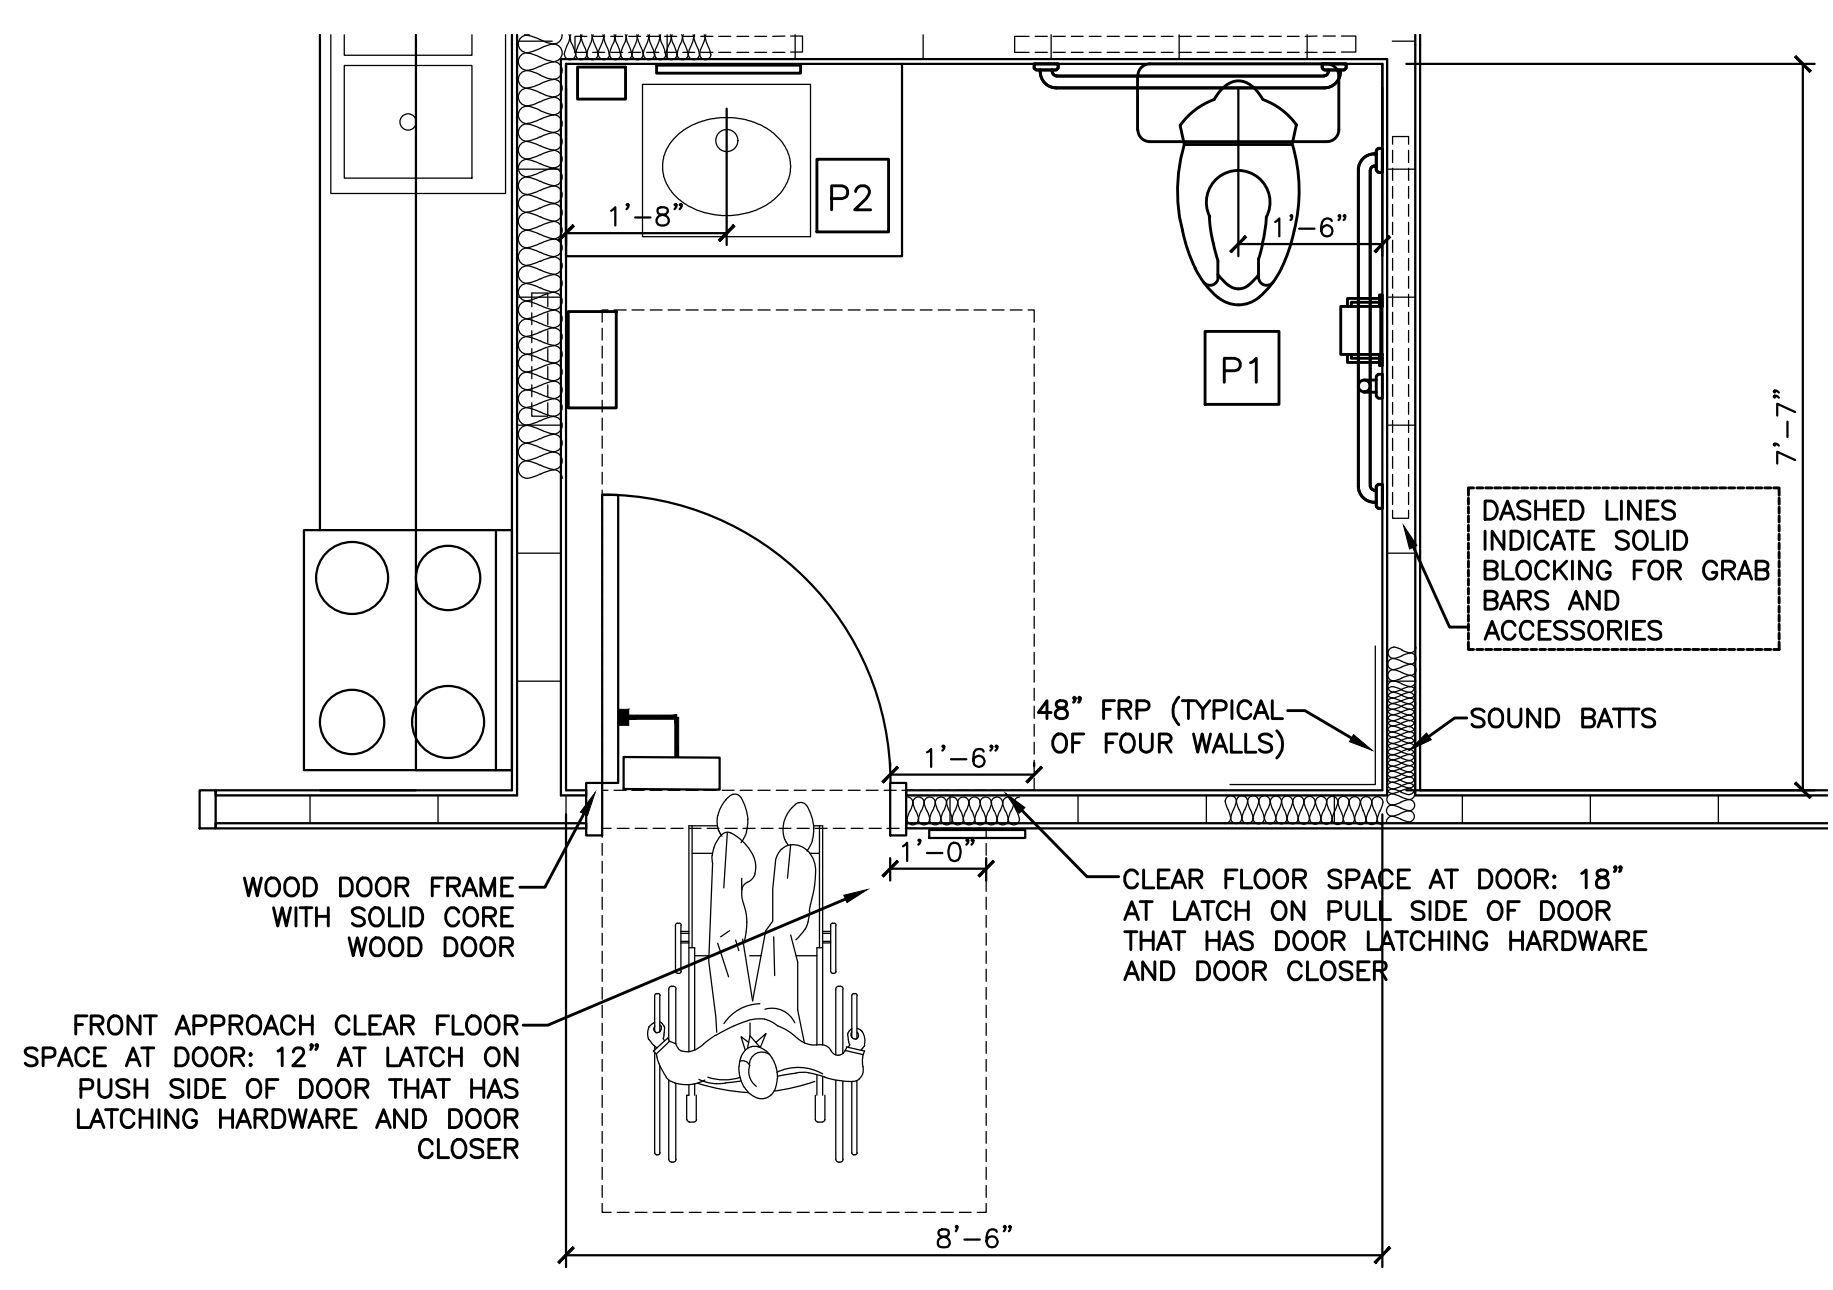 P2
1'-8"
1'-6"
P1
7'-7"
DASHED LINES
INDICATE SOLID
BLOCKING FOR GRAB
BARS AND
ACCESSORIES
48" FRP (TYPICAL
OF FOUR WALLS)
SOUND BATTS
1'-6"
1'-0"
WOOD DOOR FRAME
WITH SOLID CORE
WOOD DOOR
CLEAR FLOOR SPACE AT DOOR: 18"
AT LATCH ON PULL SIDE OF DOOR
THAT HAS DOOR LATCHING HARDWARE
AND DOOR CLOSER
FRONT APPROACH CLEAR FLOOR
SPACE AT DOOR: 12" AT LATCH ON
PUSH SIDE OF DOOR THAT HAS
LATCHING HARDWARE AND DOOR
CLOSER
8'-6"